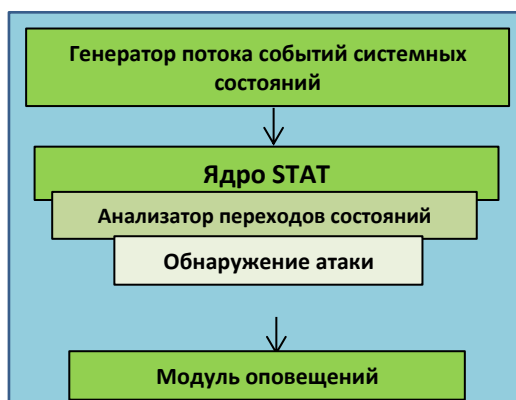 Генератор потока событий системных
состояний
Ядро STAT
Анализатор переходов состояний
Обнаружение атаки
Модуль оповещений